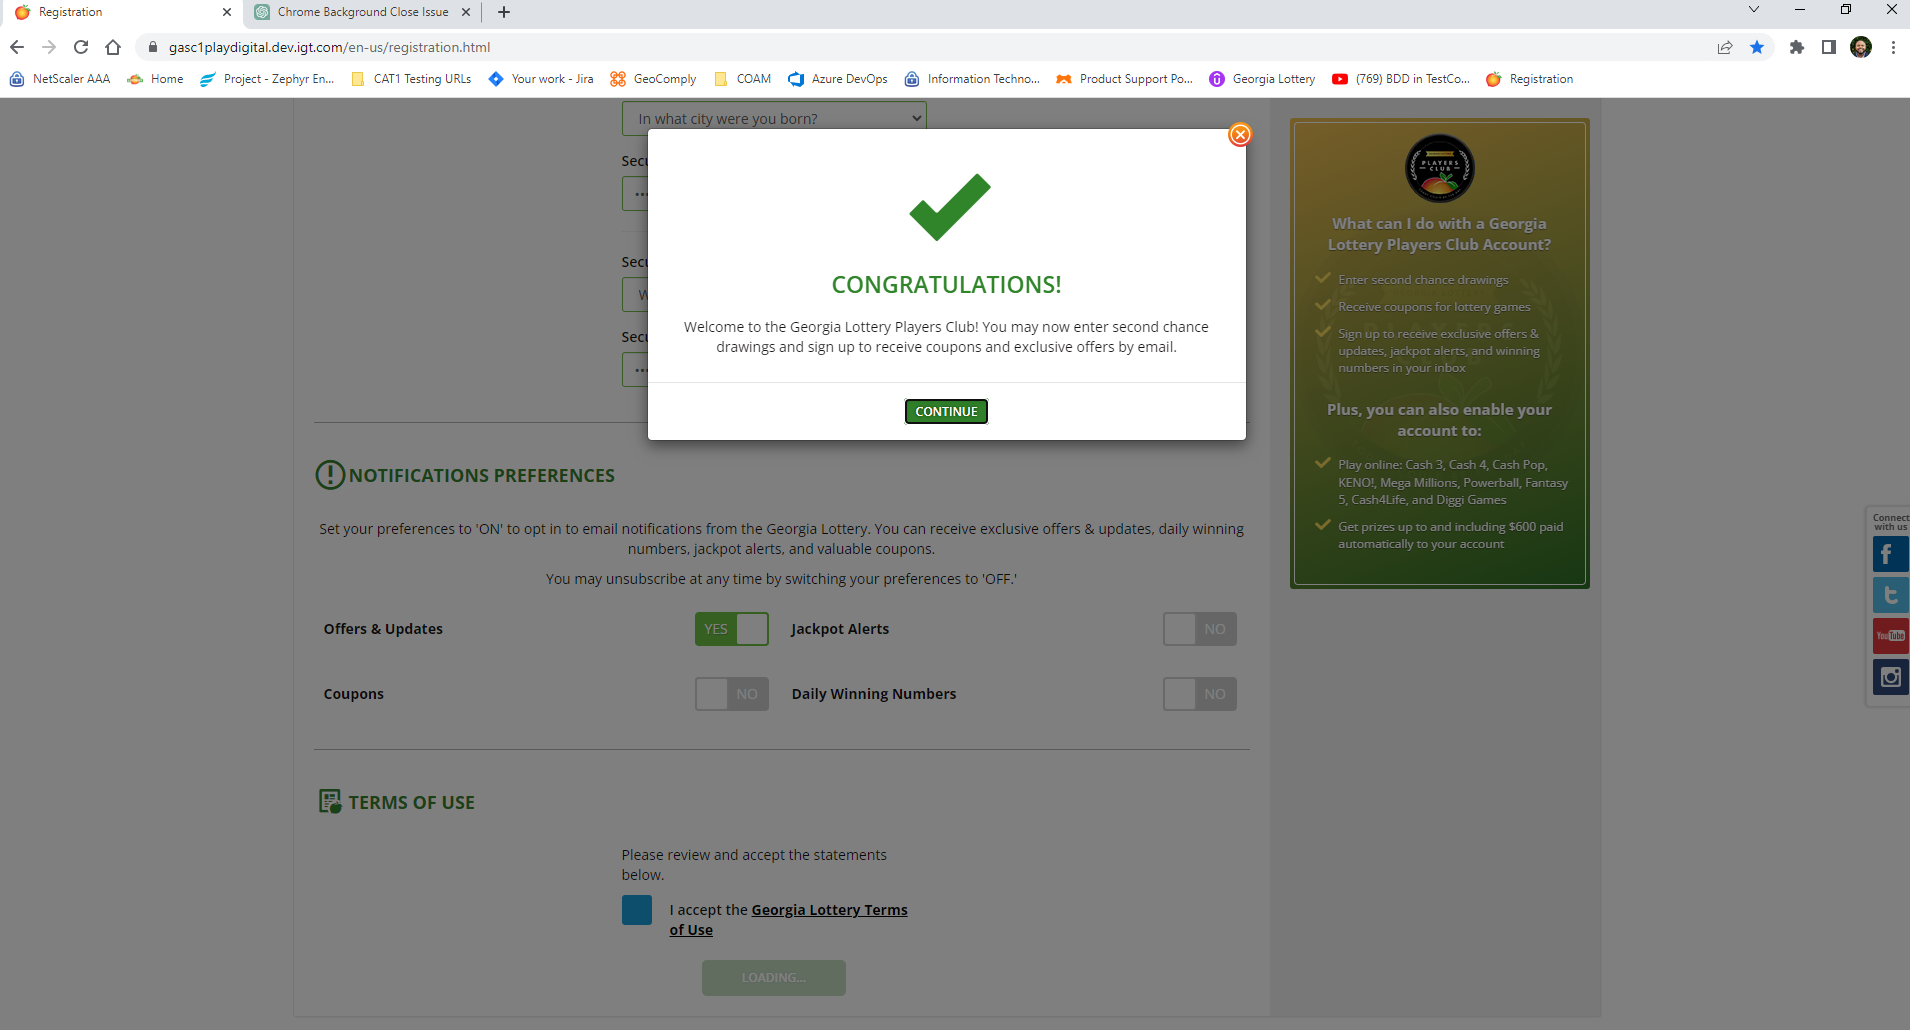 Registration
Chrome Background Close Issue
gasc1playdigital.dev.igt.com/en-us/registration.html
NetScaler AAA
Home
Project - Zephyr En...
CAT1 Testing URLs
Your work - Jira
GeoComply
COAM
Azure DevOps
Information Techno...
Product Support Po...
Georgia Lottery
(769) BDD in TestCo...
Registration
In what city were you born?
Secu
Secu
W
Secu
CONGRATULATIONS!
Welcome to the Georgia Lottery Players Club! You may now enter second chance
drawings and sign up to receive coupons and exclusive offers by email.
CONTINUE
NOTIFICATIONS PREFERENCES
Set your preferences to 'ON' to opt in to email notifications from the Georgia Lottery. You can receive exclusive offers & updates, daily winning
numbers, jackpot alerts, and valuable coupons.
You may unsubscribe at any time by switching your preferences to 'OFF.'
Offers & Updates
YES
Jackpot Alerts
NO
Coupons
NO
Daily Winning Numbers
NO
TERMS OF USE
Please review and accept the statements
below.
I accept the Georgia Lottery Terms
of Use
LOADING...
PLAYERS
CLUB
What can I do with a Georgia
Lottery Players Club Account?
Enter second chance drawings
Receive coupons for lottery games
Sign up to receive exclusive offers &
updates, jackpot alerts, and winning
numbers in your inbox
Plus, you can also enable your
account to:
Play online: Cash 3, Cash 4, Cash Pop,
KENO!, Mega Millions, Powerball, Fantasy
5, Cash4Life, and Diggi Games
Get prizes up to and including $600 paid
automatically to your account
Connect
with us
YouTube